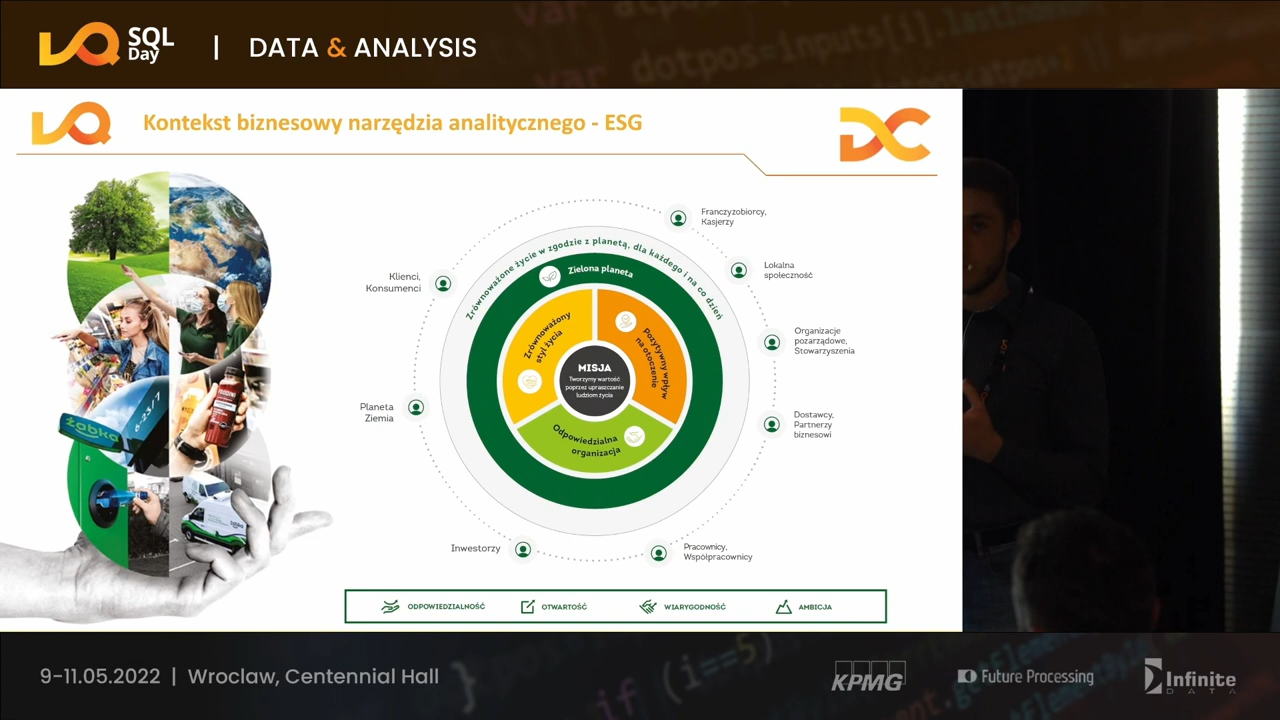 SQL
Day
| DATA & ANALYSIS
Kontekst biznesowy narzędzia analitycznego - ESG
Franczyzobiorcy,
Kasjerzy
Lokalna
społeczność
Organizacje
pozarządowe,
Stowarzyszenia
Dostawcy,
Partnerzy
biznesowi
Pracownicy,
Współpracownicy
Inwestorzy
Planeta
Ziemia
Klienci,
Konsumenci
Zrównoważone życie w zgodzie z planetą, dla każdego i na co dzień
Zielona planeta
Zrównoważony
styl życia
Pozytywny wpływ
na otoczenie
Odpowiedzialna
organizacja
MISJA
Tworzymy wartość
poprzez upraszczanie
ludziom życia
6-23/7
żabka
ODPOWIEDZIALNOŚĆ
OTWARTOŚĆ
WIARYGODNOŚĆ
AMBICJA
9-11.05.2022 | Wroclaw, Centennial Hall
KPMG
Future Processing
Infinite
DATA